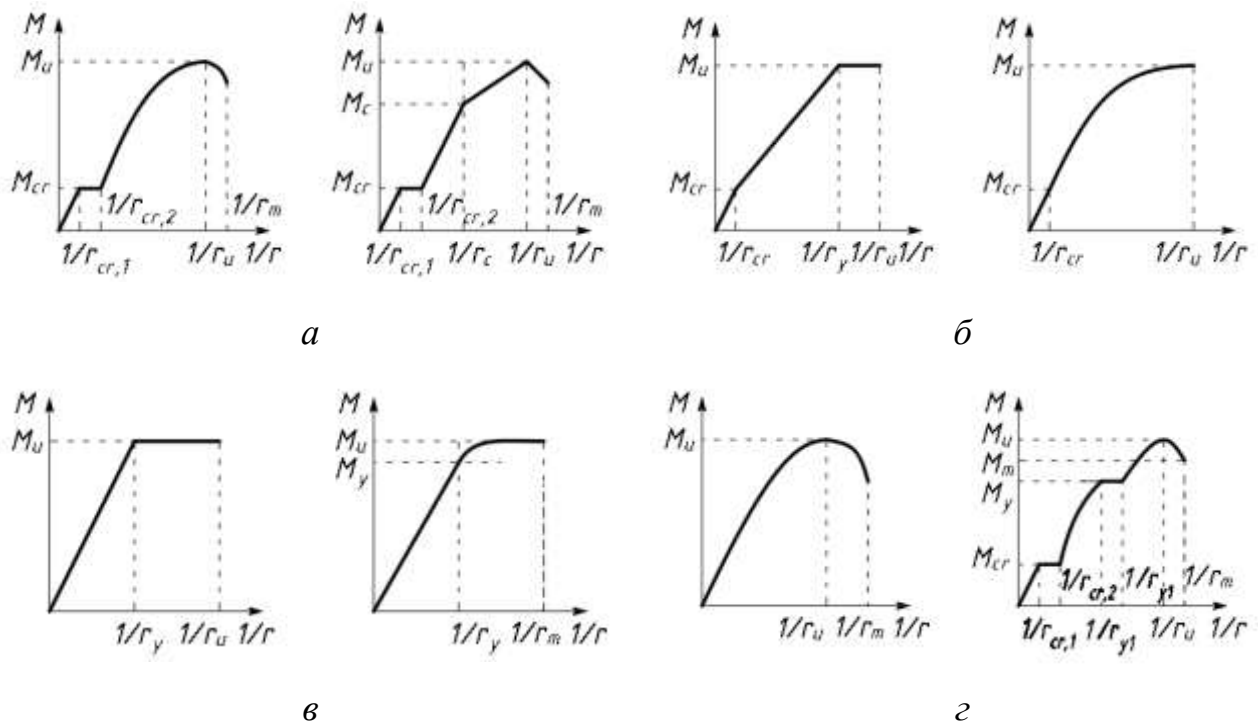 M M M M
M_u M_u M_u M_u
M_c
M_cr M_cr M_cr M_cr
1/r_cr,2 1/r_m 1/r_cr,2 1/r_m
1/r_cr,1 1/r_u 1/r 1/r_cr,1 1/r_c 1/r_u 1/r 1/r_cr 1/r_y 1/r_u 1/r 1/r_cr 1/r_u 1/r
а б
M M M M
M_u M_u M_u M_u
M_y M_m
M_y
M_cr
1/r_cr,2 1/r_y1 1/r_m
1/r_y 1/r_u 1/r 1/r_y 1/r_m 1/r 1/r_u 1/r_m 1/r 1/r_cr,1 1/r_y1 1/r_u 1/r
в г